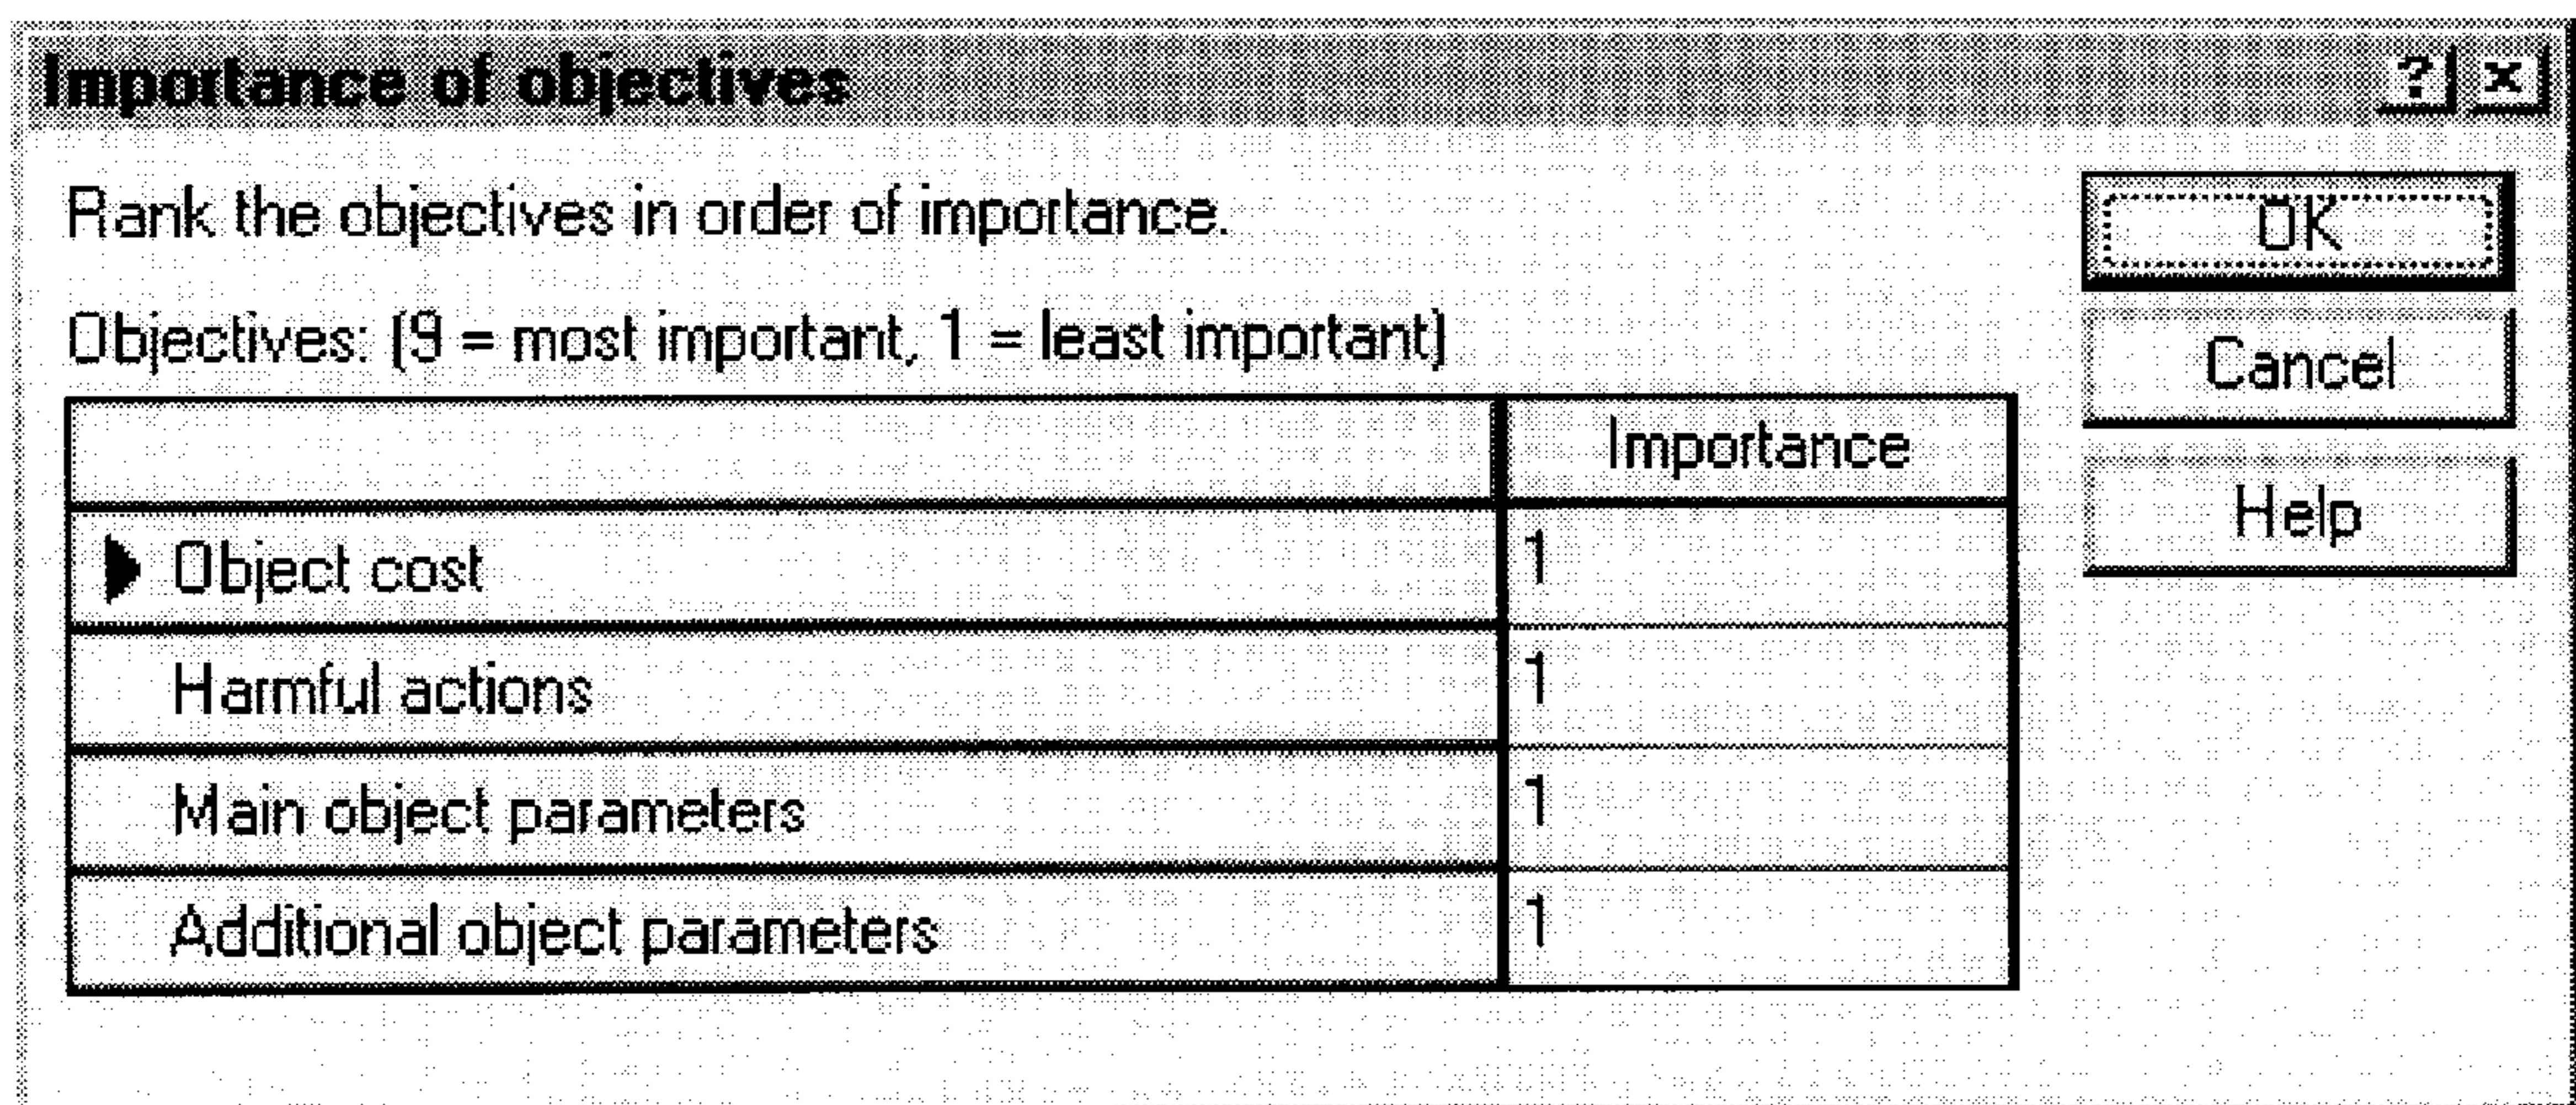 Importance of objectives ? x
Rank the objectives in order of importance.
OK
Objectives: (9 = most important, 1 = least important)
Cancel
Importance
Help
Object cost 1
Harmful actions 1
Main object parameters 1
Additional object parameters 1